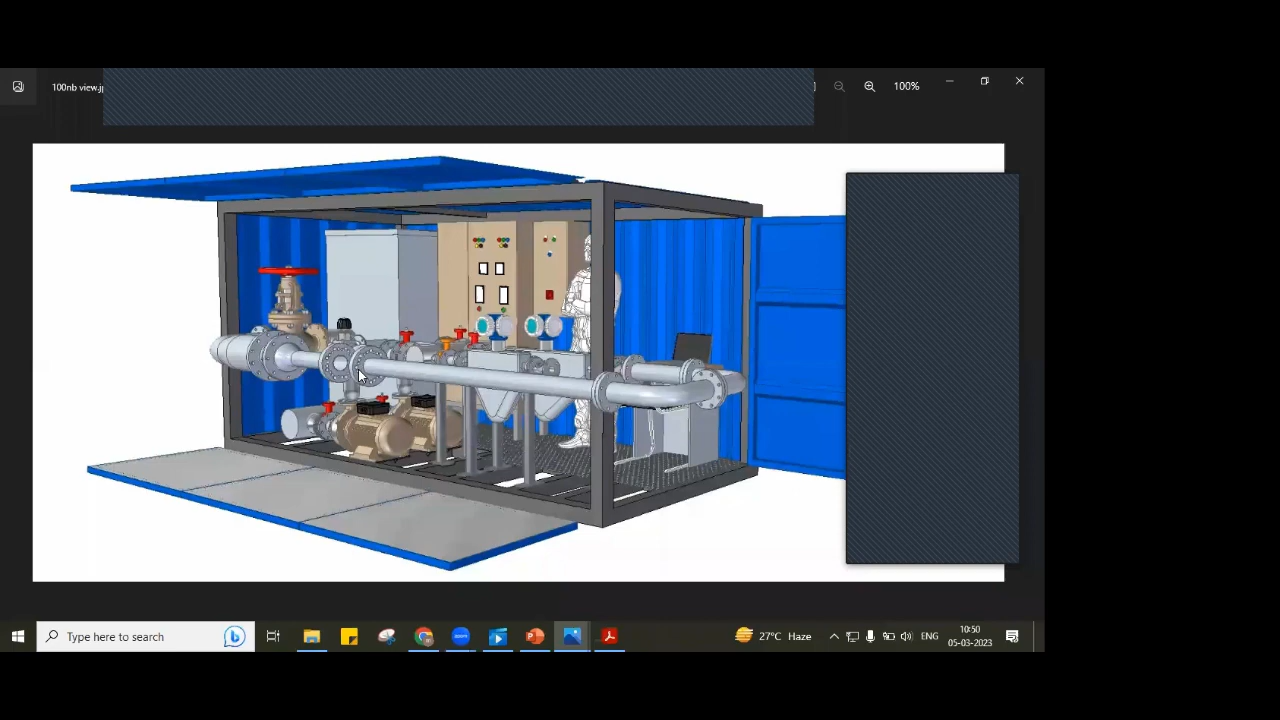 100nb view.j
100%
Type here to search
27°C Haze
ENG
10:50
05-03-2023